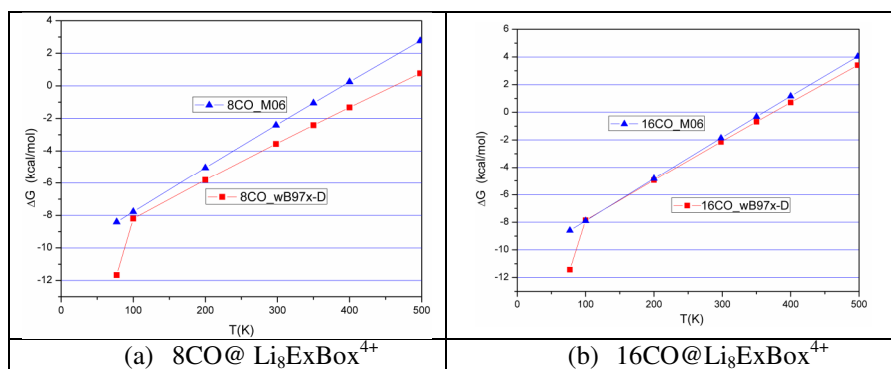 4
2
0
-2
-4
-6
-8
-10
-12
0 100 200 300 400 500
ΔG (kcal/mol)
T(K)
8CO_M06
8CO_wB97x-D
6
4
2
0
-2
-4
-6
-8
-10
-12
0 100 200 300 400 500
ΔG (kcal/mol)
T(K)
16CO_M06
16CO_wB97x-D
(a) 8CO@ Li₈ExBox⁴⁺
(b) 16CO@Li₈ExBox⁴⁺